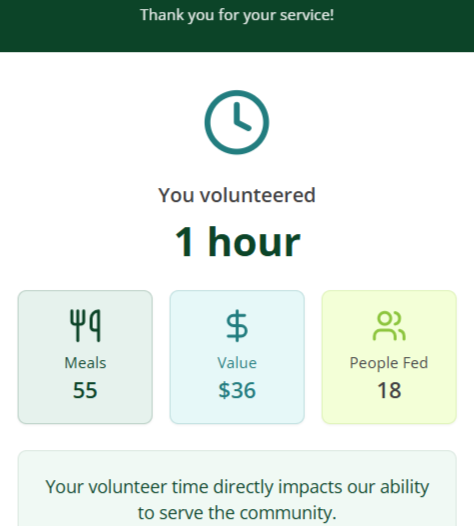 Thank you for your service!
You volunteered
1 hour
Meals
55
Value
$36
People Fed
18
Your volunteer time directly impacts our ability
to serve the community.